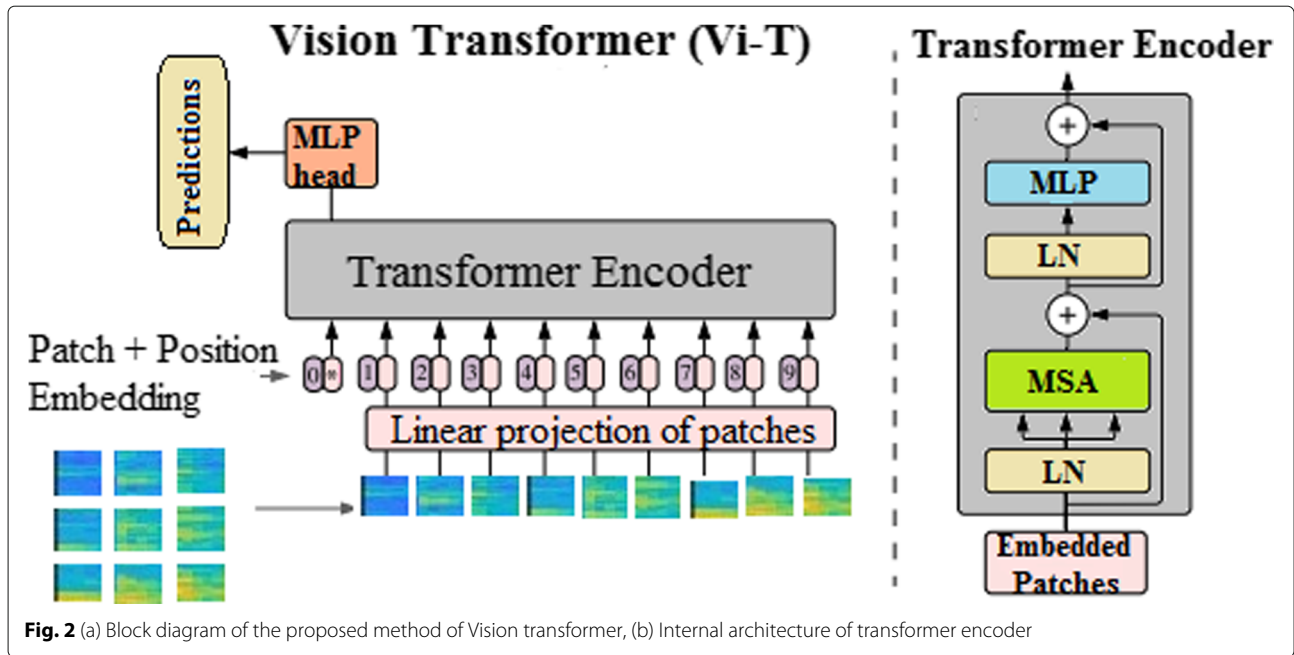 Vision Transformer (Vi-T)
Predictions
MLP
head
Transformer Encoder
Patch + Position
Embedding
0 * 1 2 3 4 5 6 7 8 9
Linear projection of patches
Transformer Encoder
+
MLP
LN
+
MSA
LN
Embedded
Patches
Fig. 2 (a) Block diagram of the proposed method of Vision transformer, (b) Internal architecture of transformer encoder